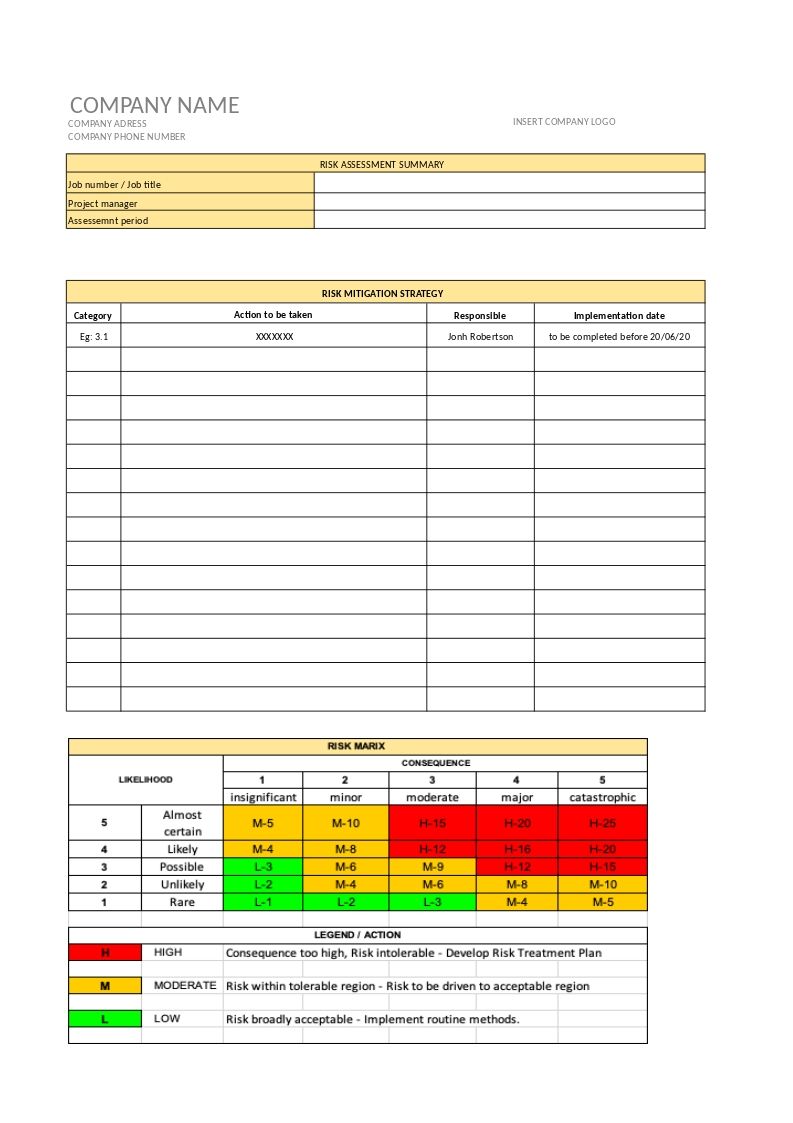 COMPANY NAME
COMPANY ADRESS
INSERT COMPANY LOGO
COMPANY PHONE NUMBER
RISK ASSESSMENT SUMMARY
Job number / Job title
Project manager
Assessemnt period
RISK MITIGATION STRATEGY
Category Action to be taken Responsible Implementation date
Eg: 3.1 XXXXXXX Jonh Robertson to be completed before 20/06/20
RISK MARIX
CONSEQUENCE
LIKELIHOOD
1 2 3 4 5
insignificant minor moderate major catastrophic
5 Almost certain M-5 M-10 H-15 H-20 H-25
4 Likely M-4 M-8 H-12 H-16 H-20
3 Possible L-3 M-6 M-9 H-12 H-15
2 Unlikely L-2 M-4 M-6 M-8 M-10
1 Rare L-1 L-2 L-3 M-4 M-5
LEGEND / ACTION
H HIGH Consequence too high, Risk intolerable - Develop Risk Treatment Plan
M MODERATE Risk within tolerable region - Risk to be driven to acceptable region
L LOW Risk broadly acceptable - Implement routine methods.